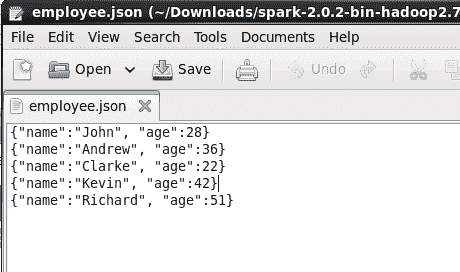 employee.json (~/Downloads/spark-2.0.2-bin-hadoop2.7
File Edit View Search Tools Documents Help
Open Save Undo
employee.json
{"name":"John", "age":28}
{"name":"Andrew", "age":36}
{"name":"Clarke", "age":22}
{"name":"Kevin", "age":42}
{"name":"Richard", "age":51}